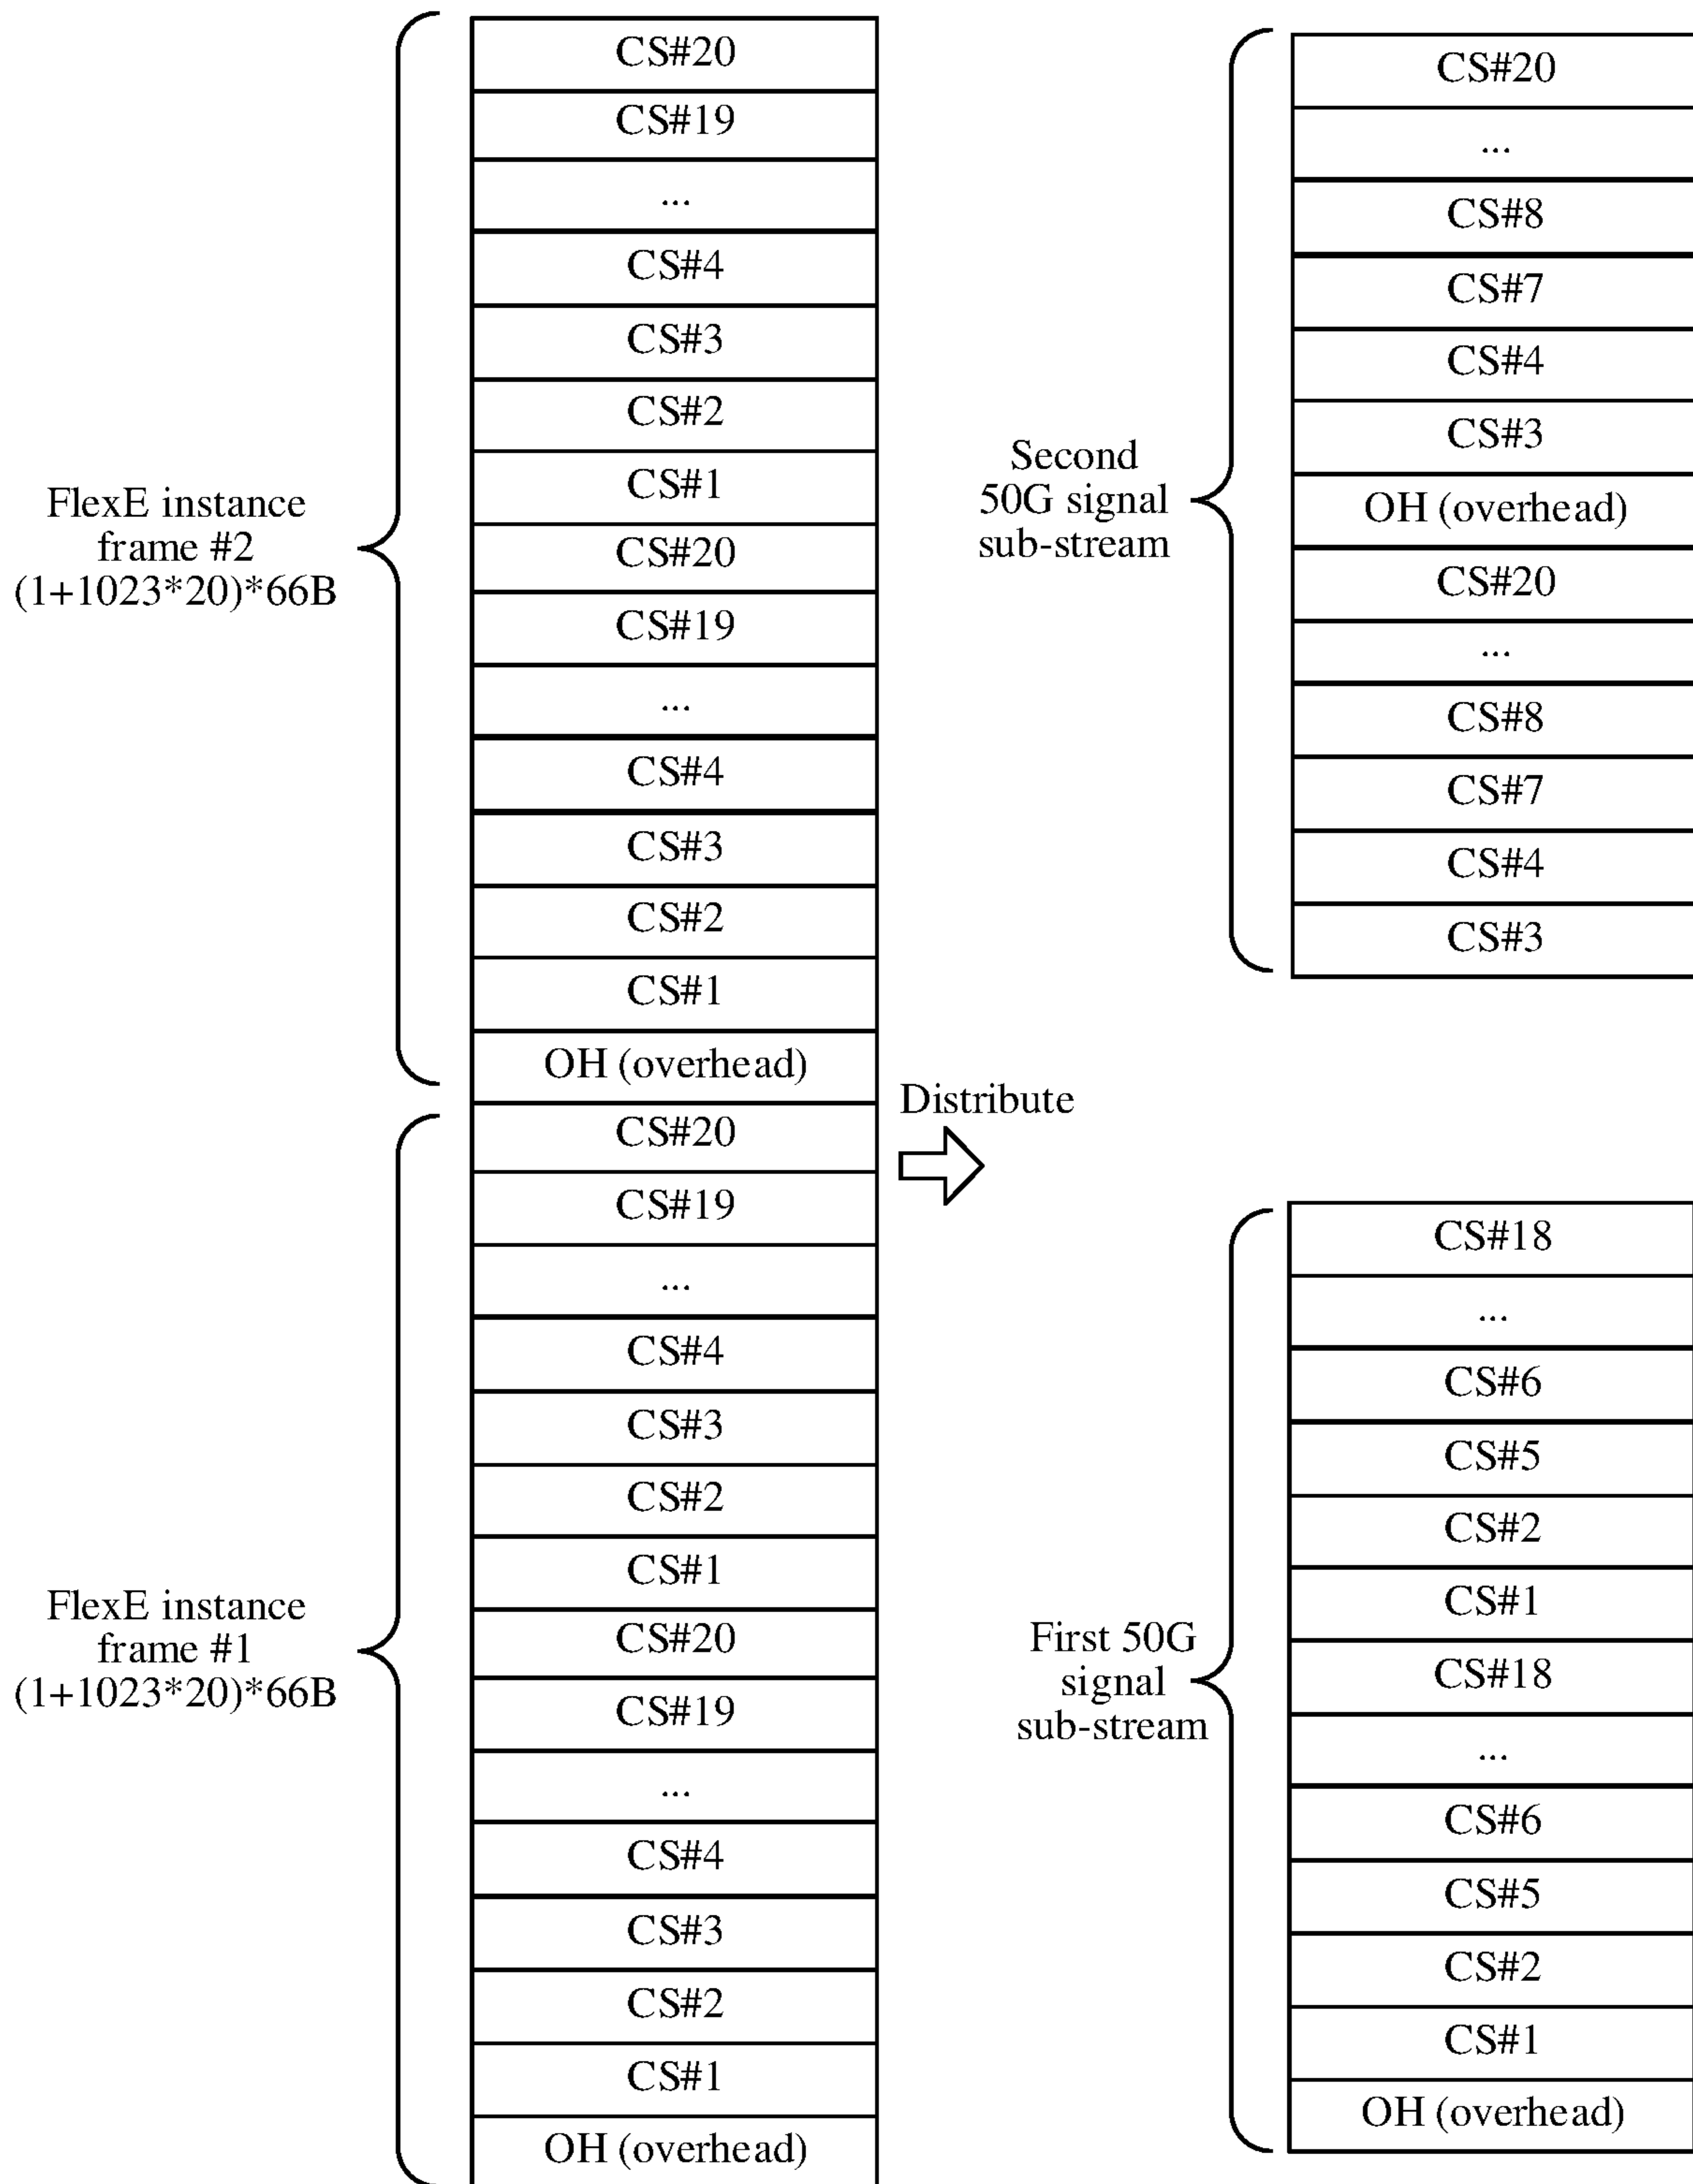 FlexE instance
frame #2
(1+1023*20)*66B
FlexE instance
frame #1
(1+1023*20)*66B
CS#20
CS#19
...
CS#4
CS#3
CS#2
CS#1
CS#20
CS#19
...
CS#4
CS#3
CS#2
CS#1
OH (overhead)
CS#20
CS#19
...
CS#4
CS#3
CS#2
CS#1
CS#20
CS#19
...
CS#4
CS#3
CS#2
CS#1
OH (overhead)
Distribute
Second
50G signal
sub-stream
CS#20
...
CS#8
CS#7
CS#4
CS#3
OH (overhead)
CS#20
...
CS#8
CS#7
CS#4
CS#3
First 50G
signal
sub-stream
CS#18
...
CS#6
CS#5
CS#2
CS#1
CS#18
...
CS#6
CS#5
CS#2
CS#1
OH (overhead)